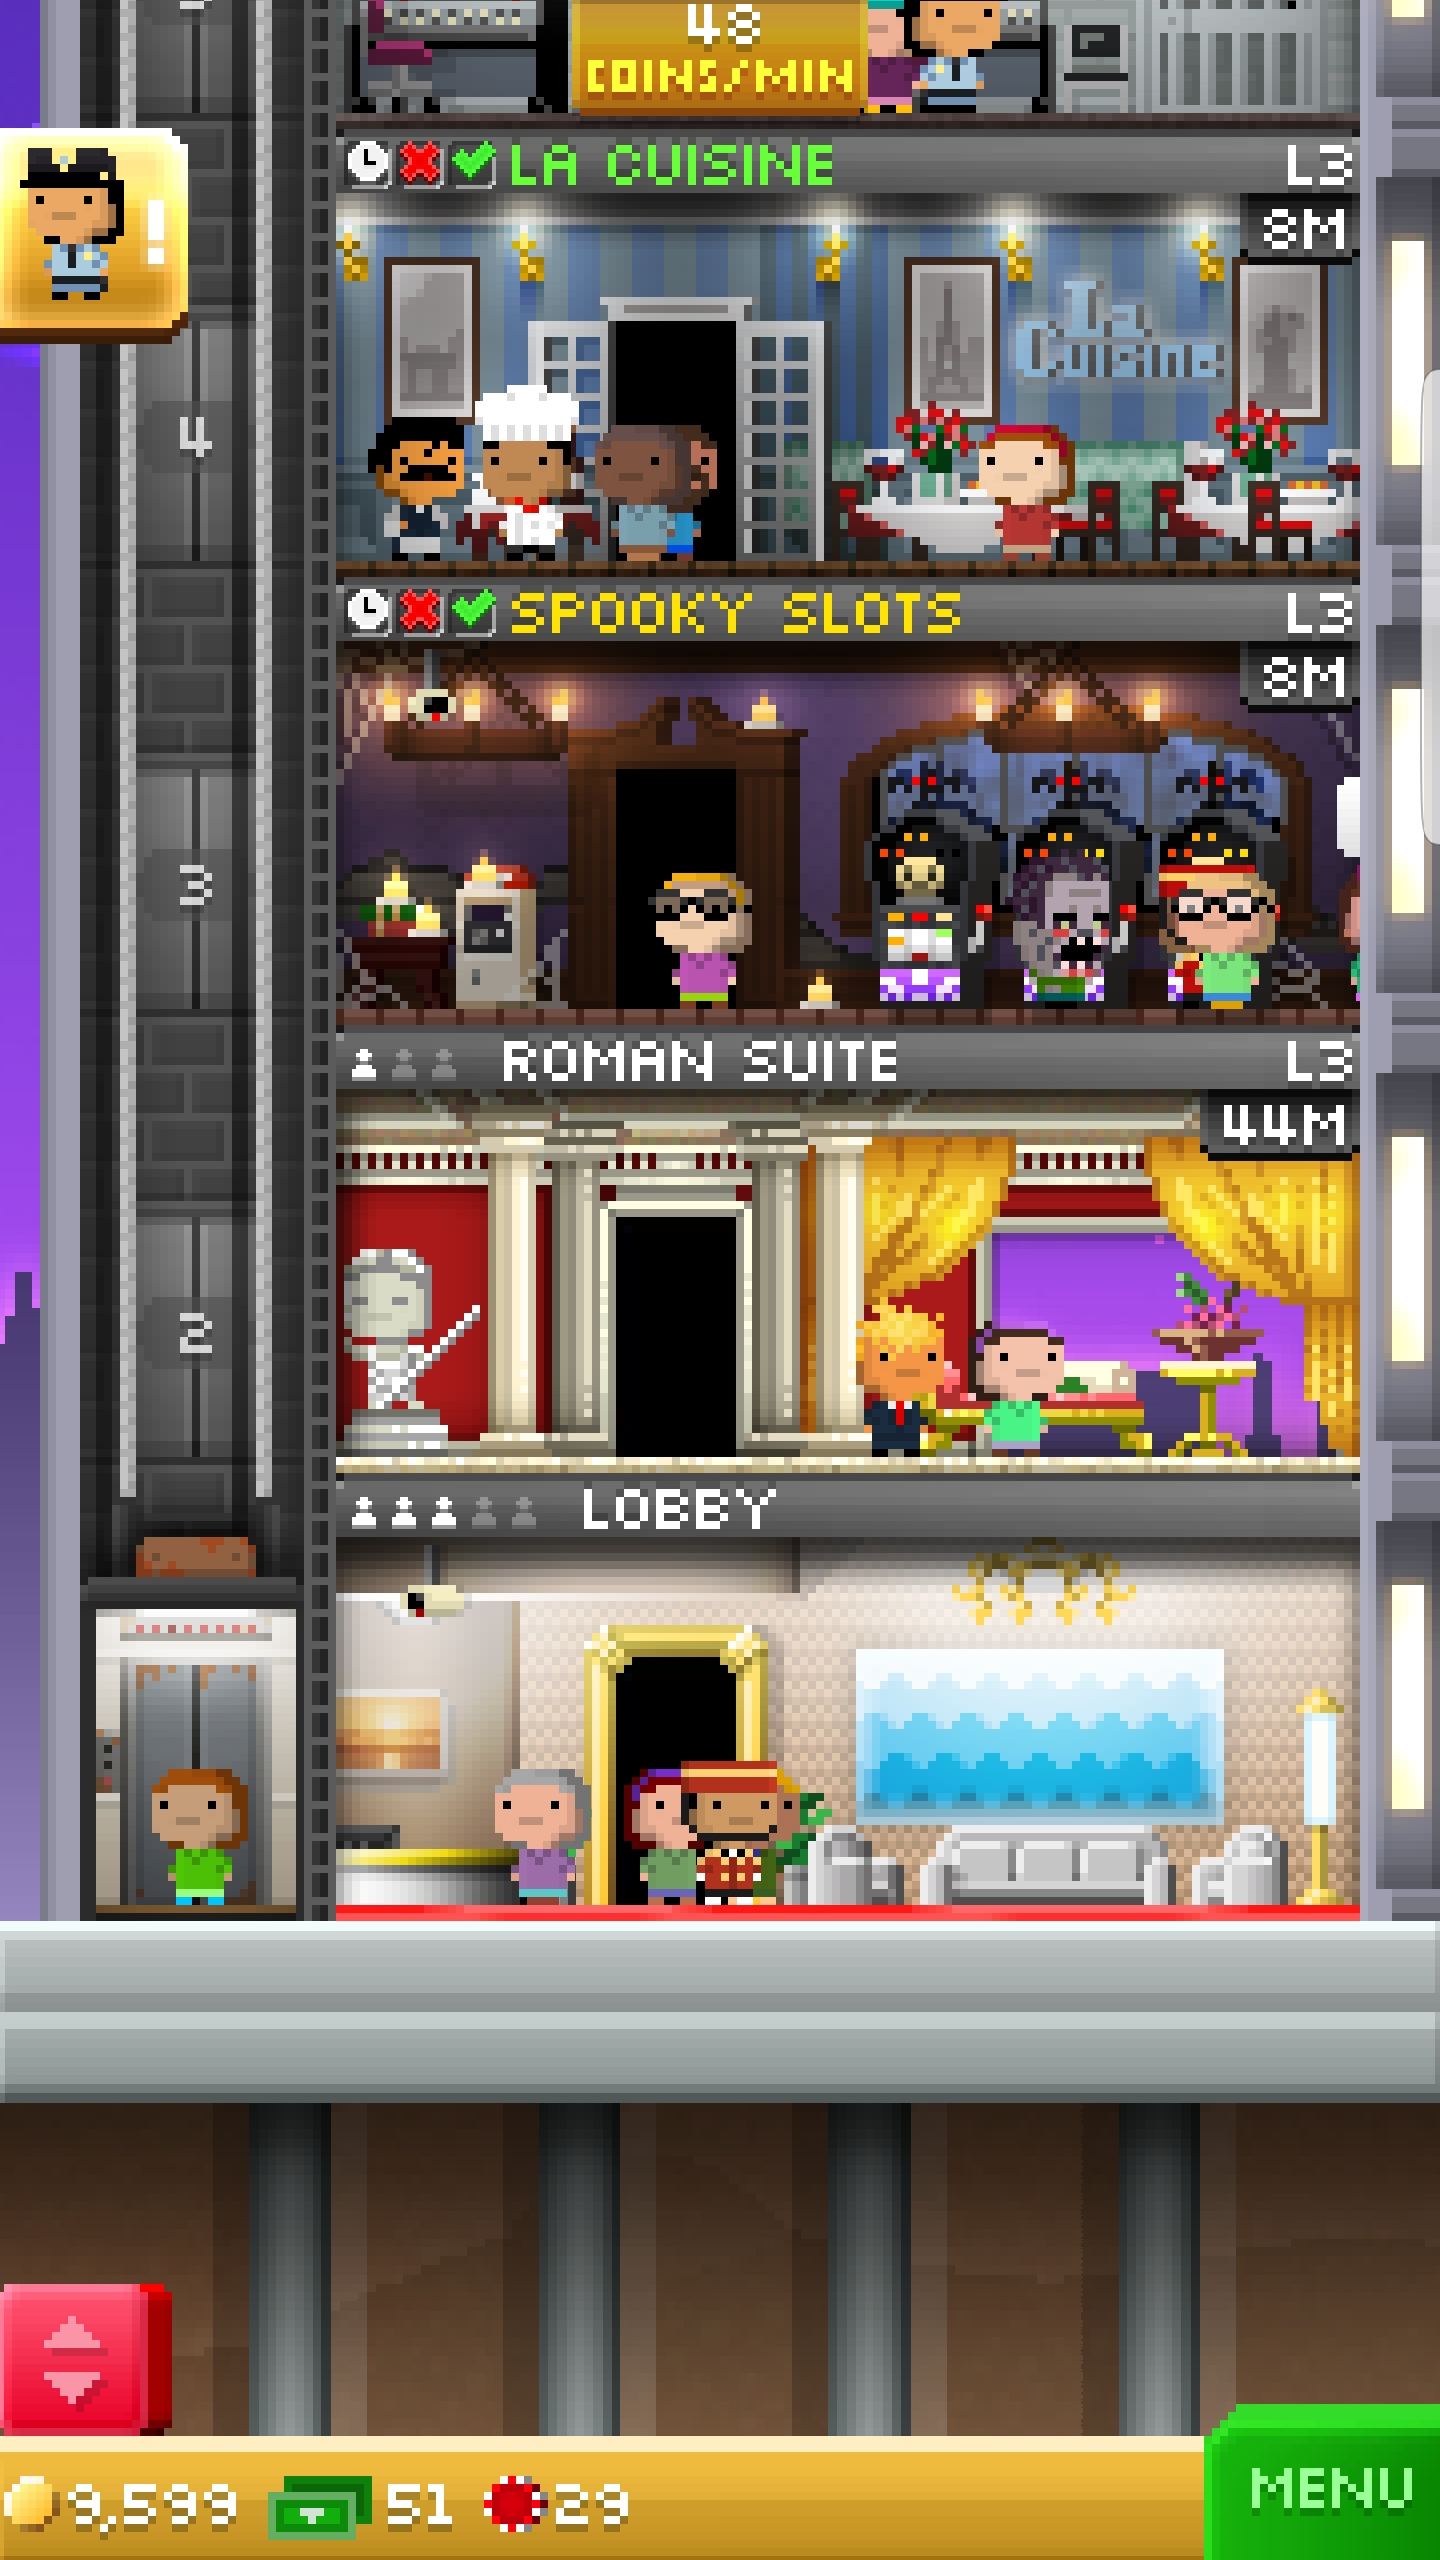 48
COINS/MIN
LA CUISINE L3
8M
La
Cuisine
4
SPOOKY SLOTS L3
8M
3
ROMAN SUITE L3
44M
2
LOBBY
9,599 51 29
MENU